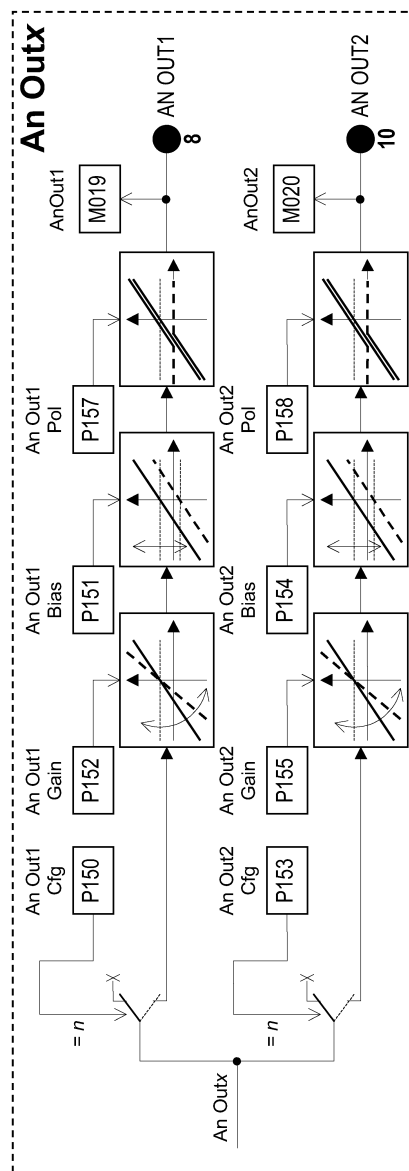 An Outx
An Outx
= n
X
An Out1
Cfg
P150
An Out1
Gain
P152
An Out1
Bias
P151
An Out1
Pol
P157
AnOut1
M019
AN OUT1
8
= n
X
An Out2
Cfg
P153
An Out2
Gain
P155
An Out2
Bias
P154
An Out2
Pol
P158
AnOut2
M020
AN OUT2
10